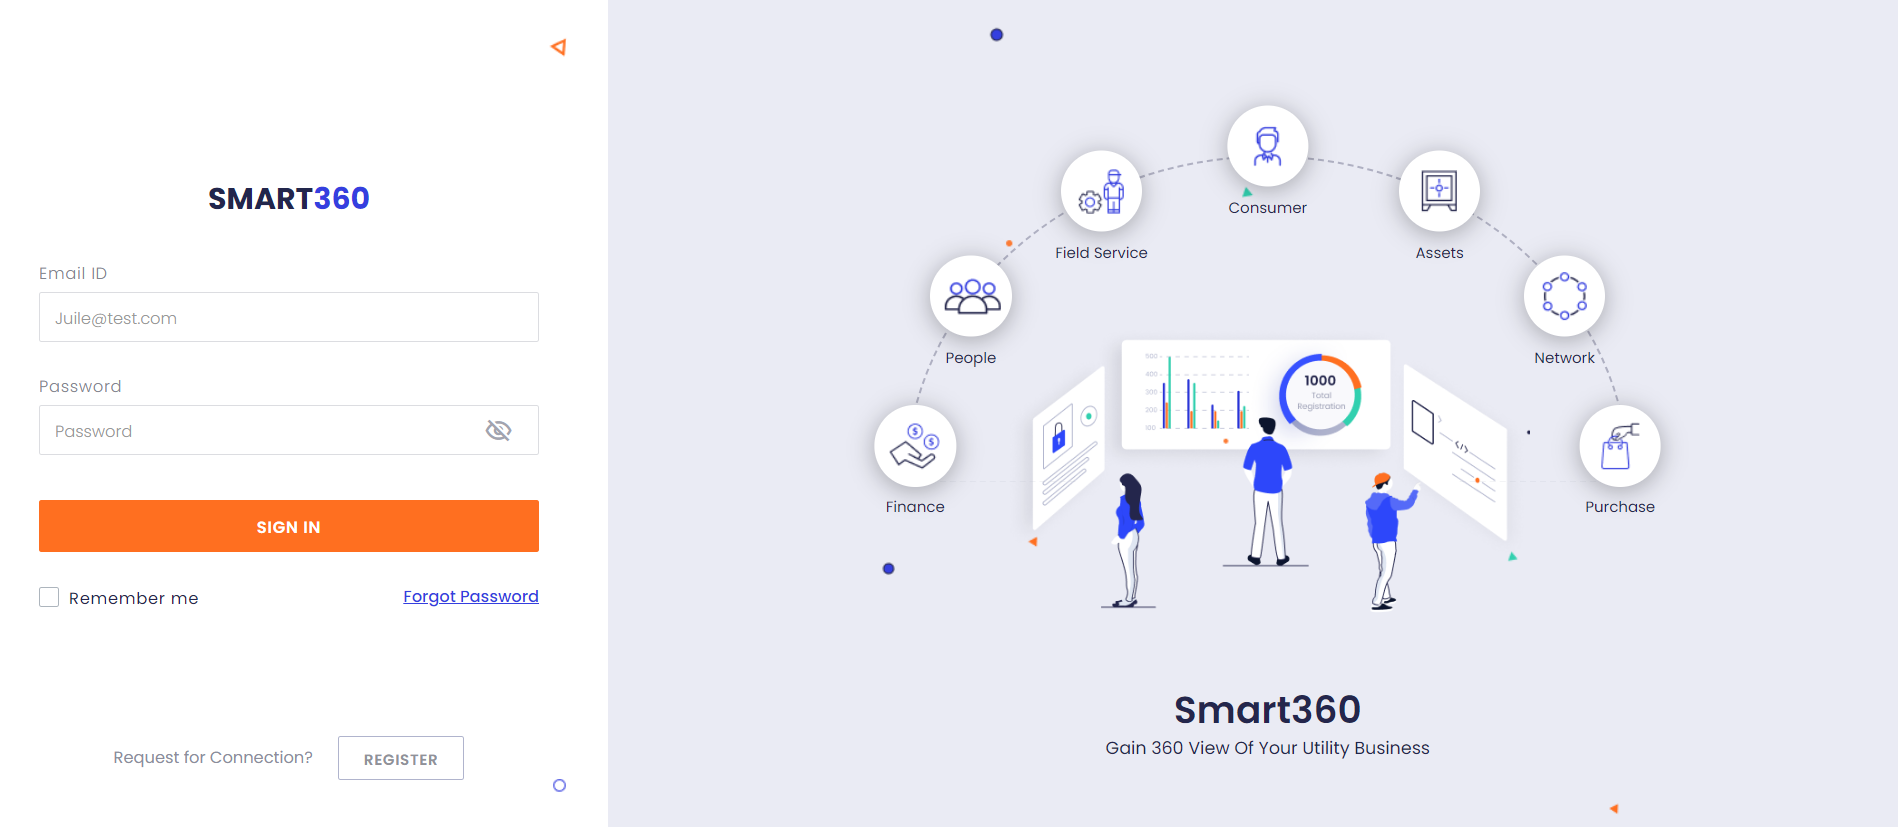 SMART360
Email ID
Juile@test.com
Password
Password
SIGN IN
Remember me
Forgot Password
Request for Connection?
REGISTER
Consumer
Field Service
Assets
People
Network
Finance
Purchase
500
400
300
200
100
1000
Total
Registration
</>
Smart360
Gain 360 View Of Your Utility Business